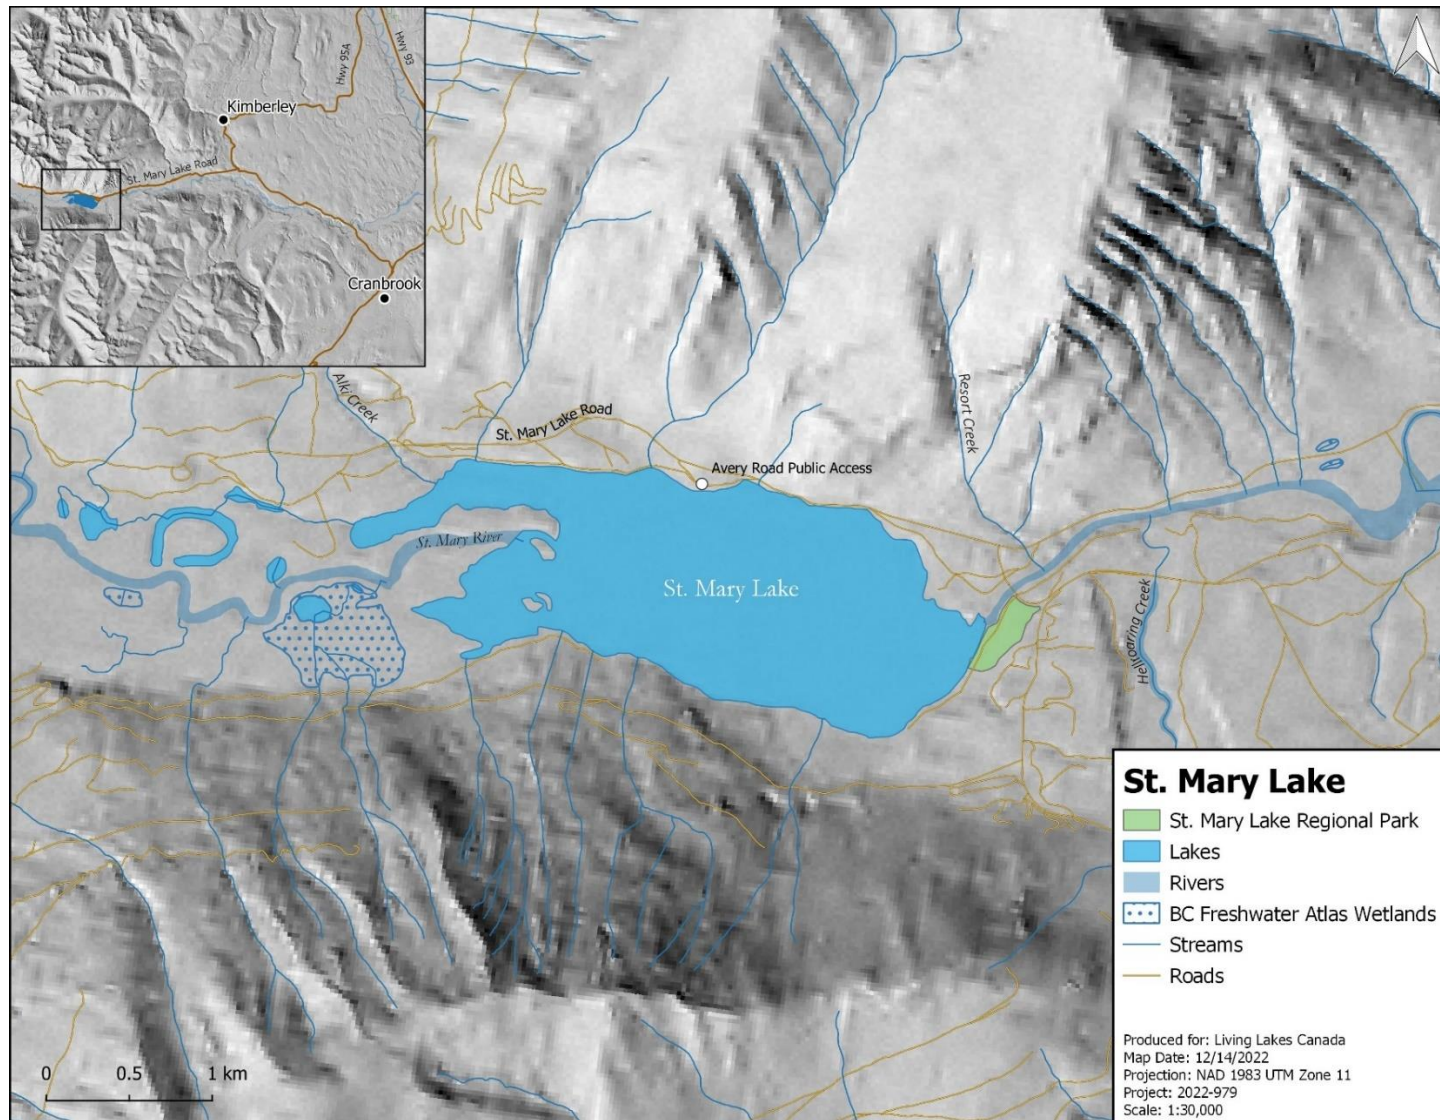 Hwy 95A
Hwy 93
Kimberley
St. Mary Lake Road
Cranbrook
Alki Creek
St. Mary Lake Road
Resort Creek
Avery Road Public Access
St. Mary River
St. Mary Lake
Hellroaring Creek
St. Mary Lake
St. Mary Lake Regional Park
Lakes
Rivers
BC Freshwater Atlas Wetlands
Streams
Roads
Produced for: Living Lakes Canada
Map Date: 12/14/2022
Projection: NAD 1983 UTM Zone 11
Project: 2022-979
Scale: 1:30,000
0 0.5 1 km